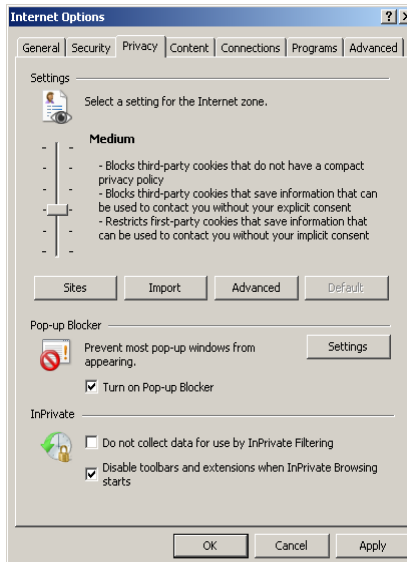 Internet Options
General Security Privacy Content Connections Programs Advanced
Settings
Select a setting for the Internet zone.
Medium
- Blocks third-party cookies that do not have a compact
privacy policy
- Blocks third-party cookies that save information that can
be used to contact you without your explicit consent
- Restricts first-party cookies that save information that
can be used to contact you without your implicit consent
Sites Import Advanced Default
Pop-up Blocker
Prevent most pop-up windows from
appearing.
Settings
Turn on Pop-up Blocker
InPrivate
Do not collect data for use by InPrivate Filtering
Disable toolbars and extensions when InPrivate Browsing
starts
OK Cancel Apply